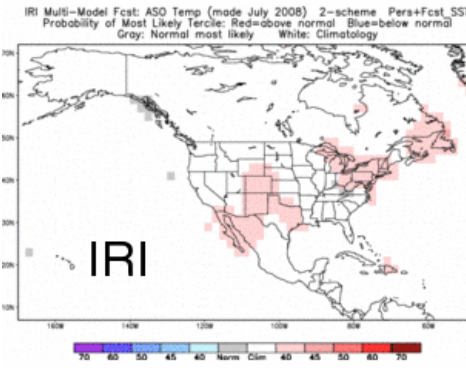 IRI Multi-Model Fcst: ASO Temp (made July 2008) 2-scheme Pers+Fcst_SST
Probability of Most Likely Tercile: Red=above normal Blue=below normal
Gray: Normal most likely White: Climatology
70N
60N
50N
40N
30N
20N
10N
IRI
160W 140W 120W 100W 80W 60W
70 60 50 45 40 Norm Clim 40 45 50 60 70